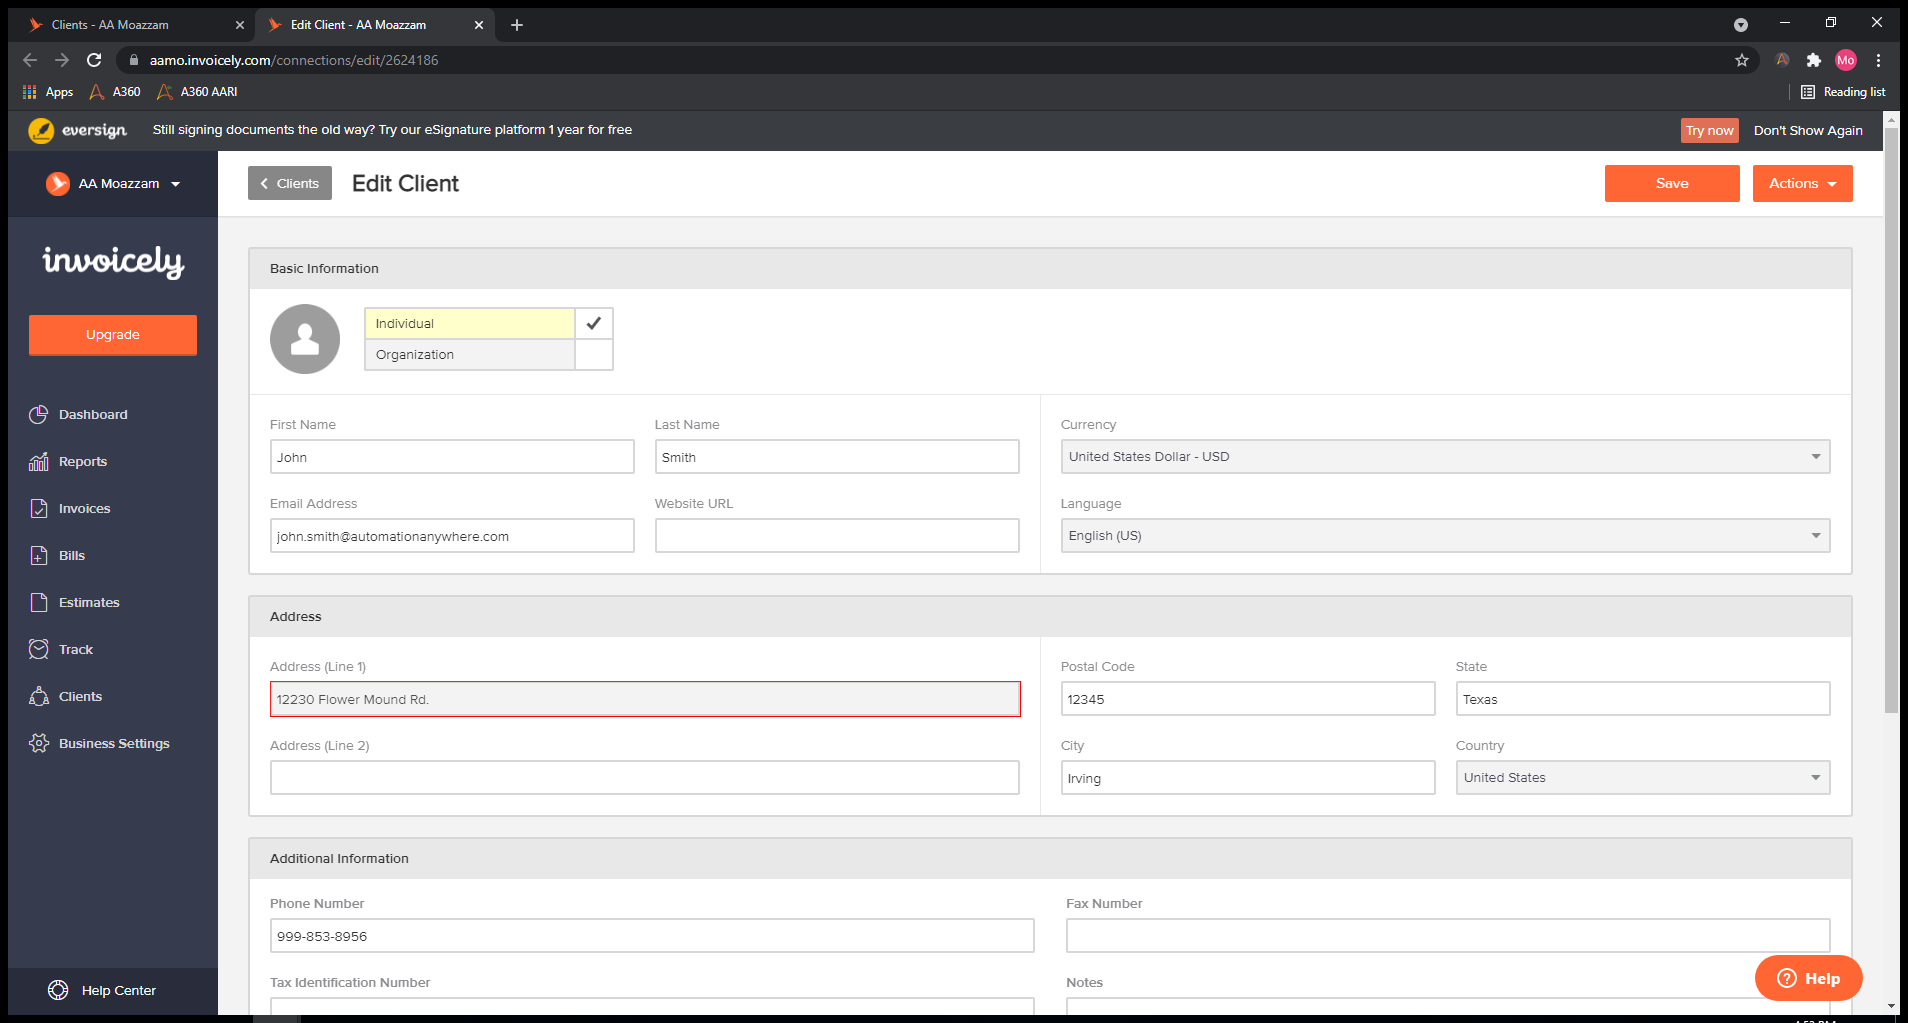 Clients - AA Moazzam
Edit Client - AA Moazzam
aamo.invoicely.com/connections/edit/2624186
Mo
Apps
A360
A360 AARI
Reading list
eversign
Still signing documents the old way? Try our eSignature platform 1 year for free
Try now
Don't Show Again
AA Moazzam
Clients
Edit Client
Save
Actions
invoicely
Upgrade
Dashboard
Reports
Invoices
Bills
Estimates
Track
Clients
Business Settings
Help Center
Basic Information
Individual
Organization
First Name
John
Last Name
Smith
Currency
United States Dollar - USD
Email Address
john.smith@automationanywhere.com
Website URL
Language
English (US)
Address
Address (Line 1)
12230 Flower Mound Rd.
Postal Code
12345
State
Texas
Address (Line 2)
City
Irving
Country
United States
Additional Information
Phone Number
999-853-8956
Fax Number
Tax Identification Number
Notes
Help